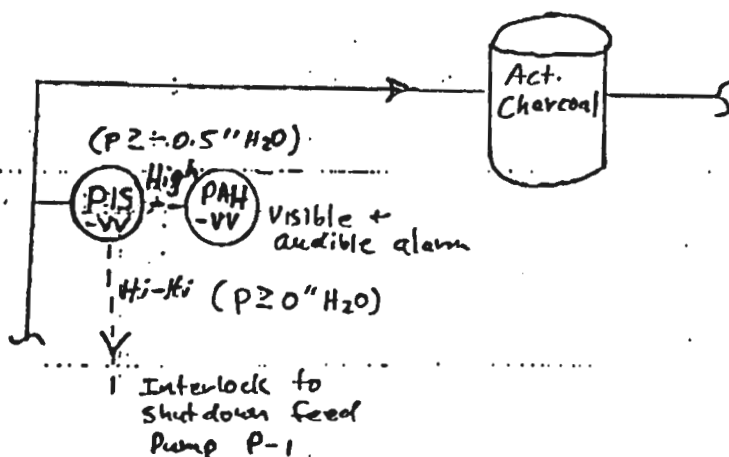 Act.
Charcoal
(P ≥ -0.5" H₂O)
High
PIS
-VV
PAH
-VV
Visible +
audible alarm
Hi-Hi (P ≥ 0" H₂O)
Interlock to
shutdown feed
Pump P-1